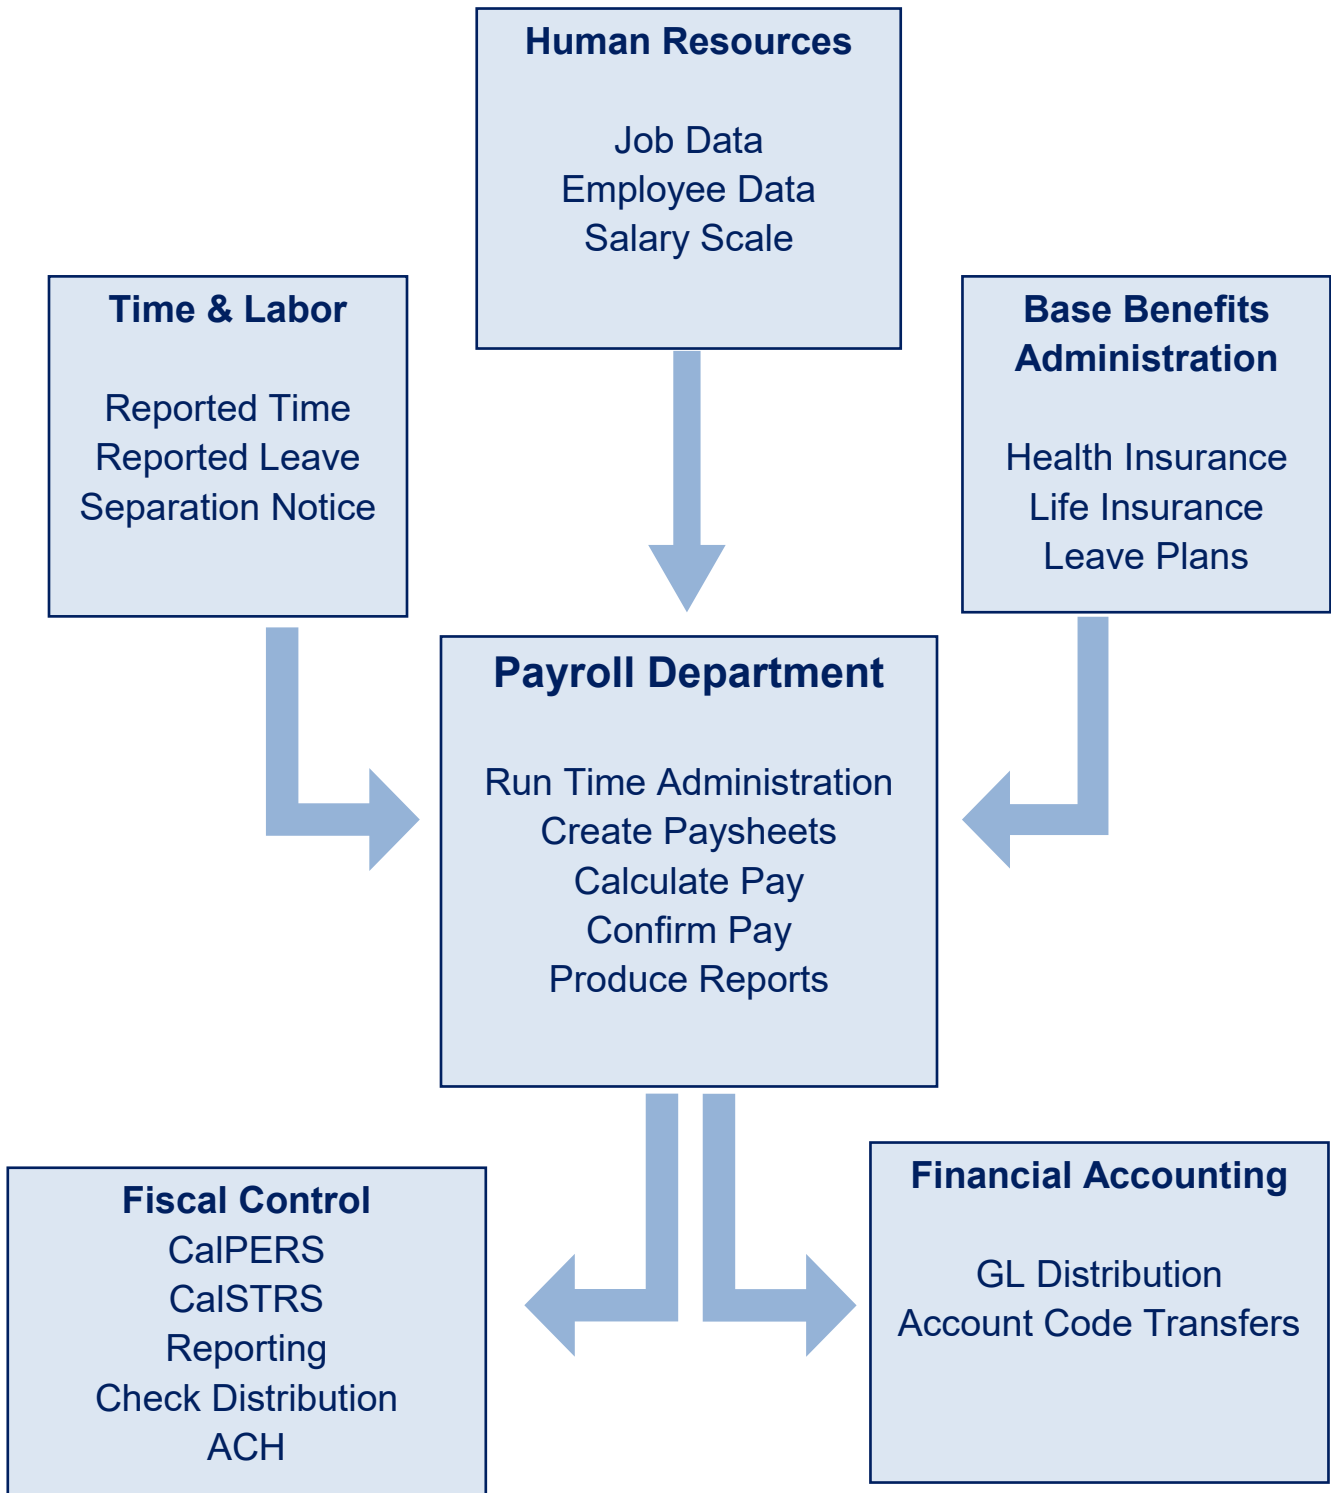 Human Resources
Job Data
Employee Data
Salary Scale
Time & Labor
Reported Time
Reported Leave
Separation Notice
Base Benefits
Administration
Health Insurance
Life Insurance
Leave Plans
Payroll Department
Run Time Administration
Create Paysheets
Calculate Pay
Confirm Pay
Produce Reports
Fiscal Control
CalPERS
CalSTRS
Reporting
Check Distribution
ACH
Financial Accounting
GL Distribution
Account Code Transfers